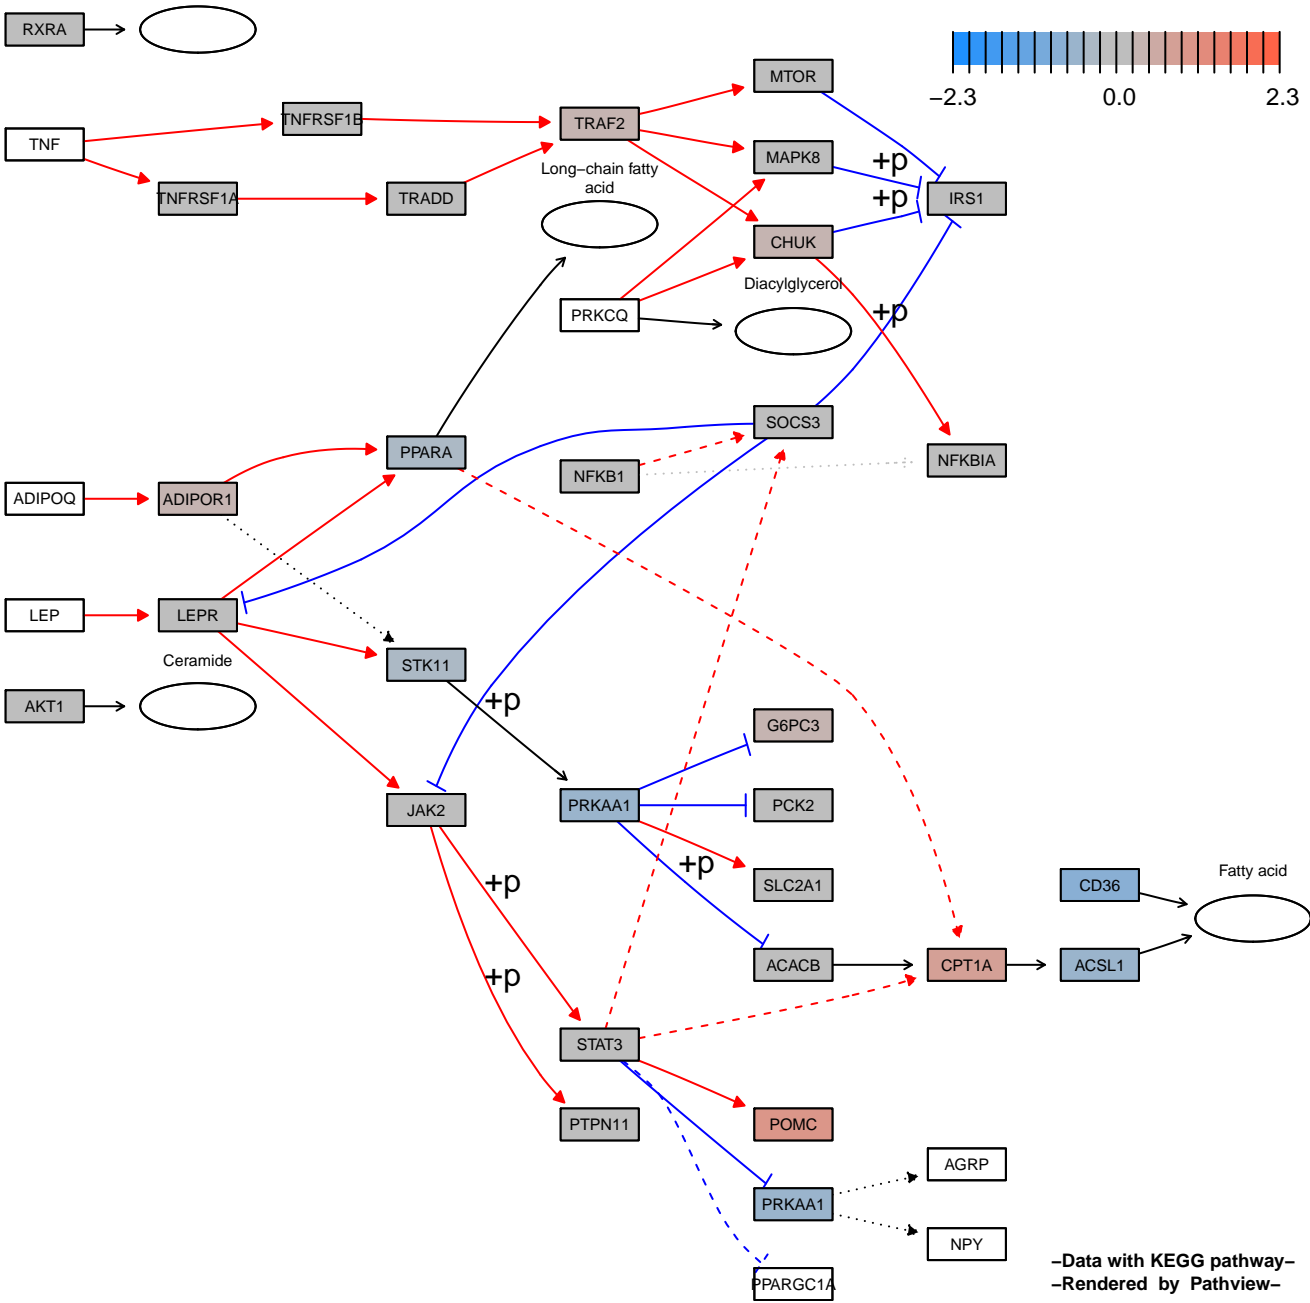 RXRA
−2.3 0.0 2.3
MTOR
TNFRSF1B
TRAF2
TNF
MAPK8
+p
Long−chain fatty
acid
TNFRSF1A
TRADD
+p
IRS1
CHUK
Diacylglycerol
PRKCQ
+p
SOCS3
PPARA
NFKBIA
NFKB1
ADIPOQ
ADIPOR1
LEP
LEPR
Ceramide
STK11
AKT1
+p
G6PC3
JAK2
PRKAA1
PCK2
+p
+p
SLC2A1
CD36
Fatty acid
ACACB
CPT1A
ACSL1
+p
STAT3
PTPN11
POMC
AGRP
PRKAA1
NPY
PPARGC1A
−Data with KEGG pathway−
−Rendered by Pathview−